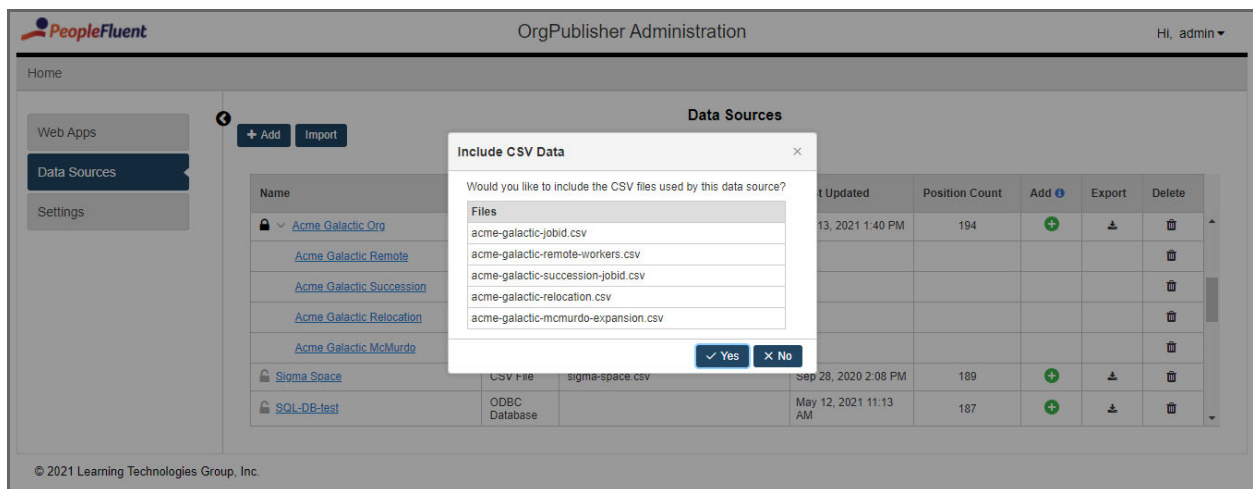 PeopleFluent
OrgPublisher Administration
Hi, admin
Home
Web Apps
Data Sources
Settings
Data Sources
+ Add
Import
Name
t Updated
Position Count
Add
Export
Delete
Acme Galactic Org
13, 2021 1:40 PM
194
Acme Galactic Remote
Acme Galactic Succession
Acme Galactic Relocation
Acme Galactic McMurdo
Sigma Space
CSV File
sigma-space.csv
Sep 28, 2020 2:08 PM
189
SQL-DB-test
ODBC
Database
May 12, 2021 11:13
AM
187
Include CSV Data
×
Would you like to include the CSV files used by this data source?
Files
acme-galactic-jobid.csv
acme-galactic-remote-workers.csv
acme-galactic-succession-jobid.csv
acme-galactic-relocation.csv
acme-galactic-mcmurdo-expansion.csv
Yes
No
© 2021 Learning Technologies Group, Inc.